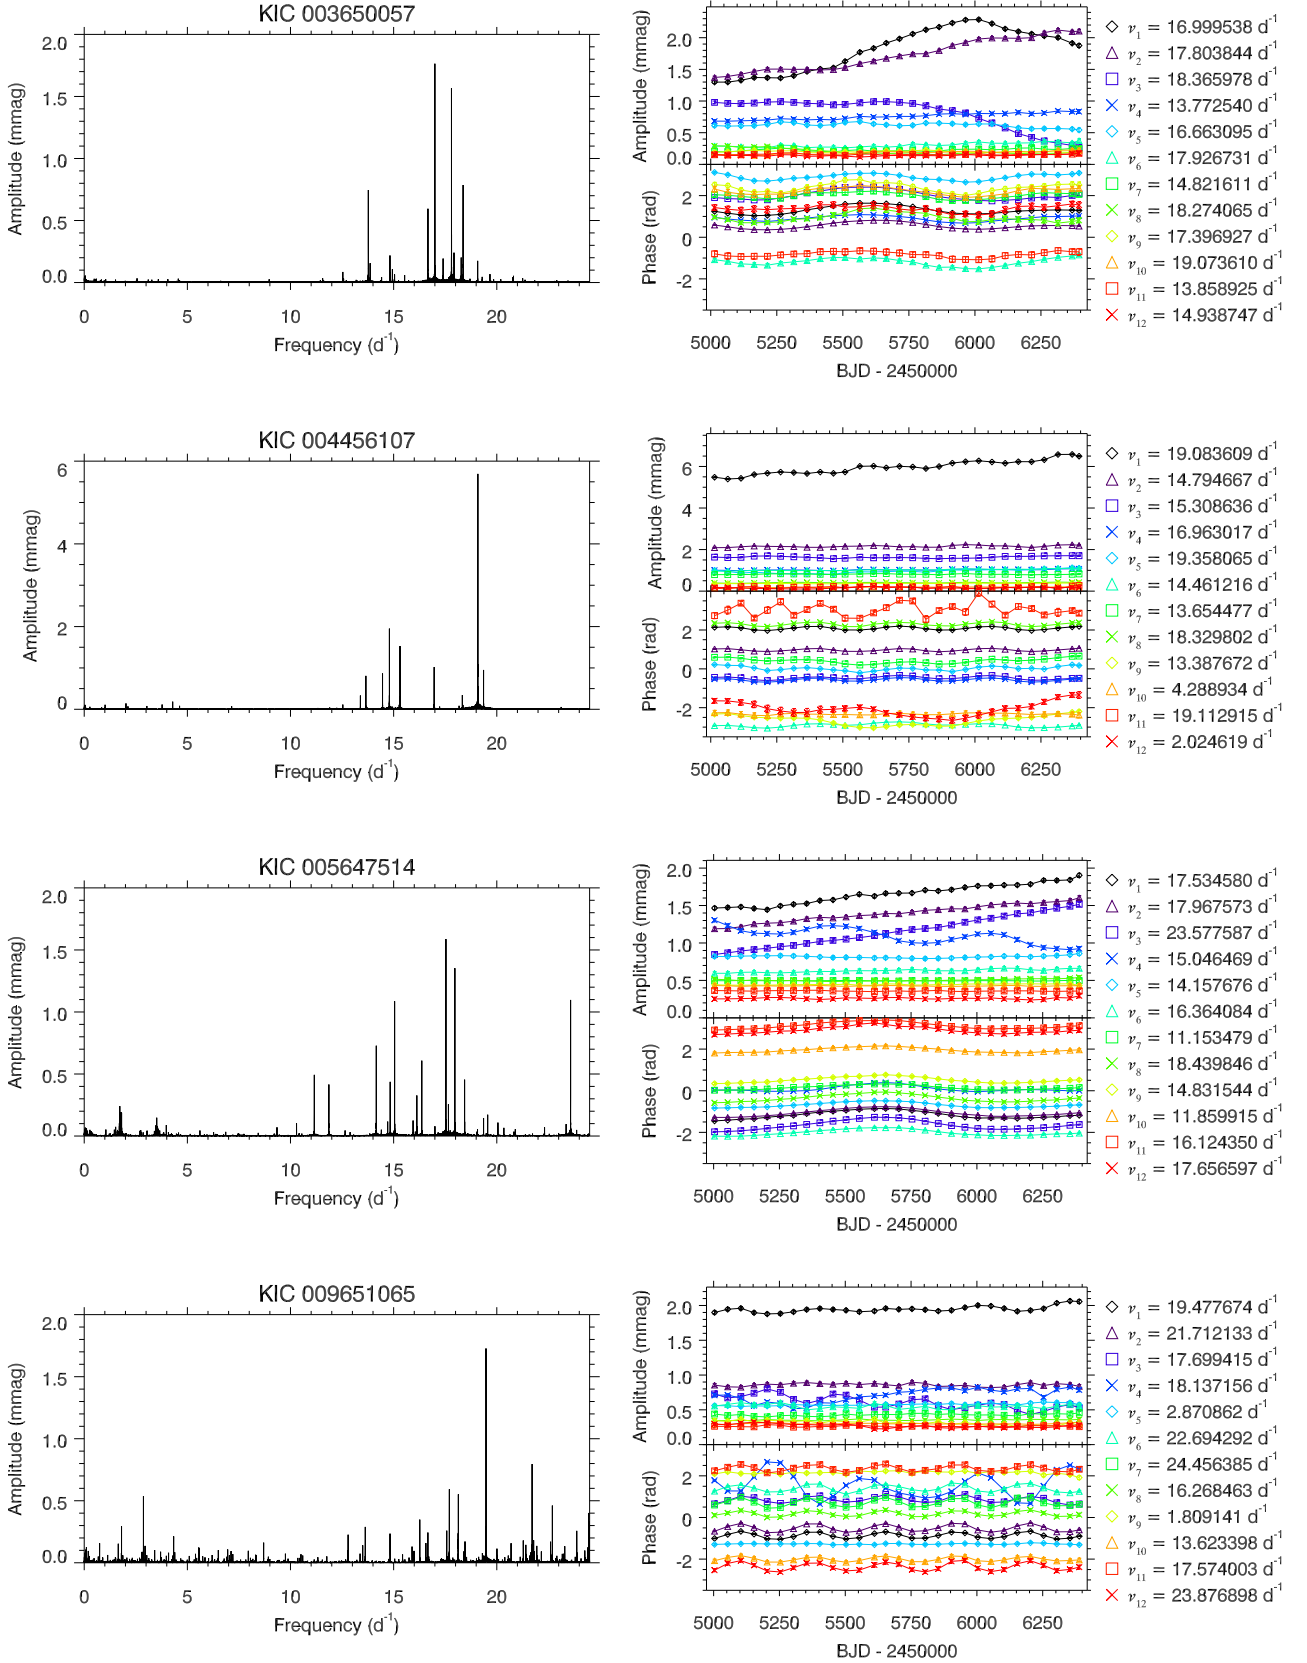 KIC 003650057
Amplitude (mmag)
2.0
1.5
1.0
0.5
0.0
0 5 10 15 20
Frequency (d⁻¹)
Amplitude (mmag)
2.0
1.5
1.0
0.5
0.0
Phase (rad)
2
0
-2
5000 5250 5500 5750 6000 6250
BJD - 2450000
ν₁ = 16.999538 d⁻¹
ν₂ = 17.803844 d⁻¹
ν₃ = 18.365978 d⁻¹
ν₄ = 13.772540 d⁻¹
ν₅ = 16.663095 d⁻¹
ν₆ = 17.926731 d⁻¹
ν₇ = 14.821611 d⁻¹
ν₈ = 18.274065 d⁻¹
ν₉ = 17.396927 d⁻¹
ν₁₀ = 19.073610 d⁻¹
ν₁₁ = 13.858925 d⁻¹
ν₁₂ = 14.938747 d⁻¹
KIC 004456107
Amplitude (mmag)
6
4
2
0
0 5 10 15 20
Frequency (d⁻¹)
Amplitude (mmag)
6
4
2
0
Phase (rad)
2
0
-2
5000 5250 5500 5750 6000 6250
BJD - 2450000
ν₁ = 19.083609 d⁻¹
ν₂ = 14.794667 d⁻¹
ν₃ = 15.308636 d⁻¹
ν₄ = 16.963017 d⁻¹
ν₅ = 19.358065 d⁻¹
ν₆ = 14.461216 d⁻¹
ν₇ = 13.654477 d⁻¹
ν₈ = 18.329802 d⁻¹
ν₉ = 13.387672 d⁻¹
ν₁₀ = 4.288934 d⁻¹
ν₁₁ = 19.112915 d⁻¹
ν₁₂ = 2.024619 d⁻¹
KIC 005647514
Amplitude (mmag)
2.0
1.5
1.0
0.5
0.0
0 5 10 15 20
Frequency (d⁻¹)
Amplitude (mmag)
2.0
1.5
1.0
0.5
0.0
Phase (rad)
2
0
-2
5000 5250 5500 5750 6000 6250
BJD - 2450000
ν₁ = 17.534580 d⁻¹
ν₂ = 17.967573 d⁻¹
ν₃ = 23.577587 d⁻¹
ν₄ = 15.046469 d⁻¹
ν₅ = 14.157676 d⁻¹
ν₆ = 16.364084 d⁻¹
ν₇ = 11.153479 d⁻¹
ν₈ = 18.439846 d⁻¹
ν₉ = 14.831544 d⁻¹
ν₁₀ = 11.859915 d⁻¹
ν₁₁ = 16.124350 d⁻¹
ν₁₂ = 17.656597 d⁻¹
KIC 009651065
Amplitude (mmag)
2.0
1.5
1.0
0.5
0.0
0 5 10 15 20
Frequency (d⁻¹)
Amplitude (mmag)
2.0
1.5
1.0
0.5
0.0
Phase (rad)
2
0
-2
5000 5250 5500 5750 6000 6250
BJD - 2450000
ν₁ = 19.477674 d⁻¹
ν₂ = 21.712133 d⁻¹
ν₃ = 17.699415 d⁻¹
ν₄ = 18.137156 d⁻¹
ν₅ = 2.870862 d⁻¹
ν₆ = 22.694292 d⁻¹
ν₇ = 24.456385 d⁻¹
ν₈ = 16.268463 d⁻¹
ν₉ = 1.809141 d⁻¹
ν₁₀ = 13.623398 d⁻¹
ν₁₁ = 17.574003 d⁻¹
ν₁₂ = 23.876898 d⁻¹